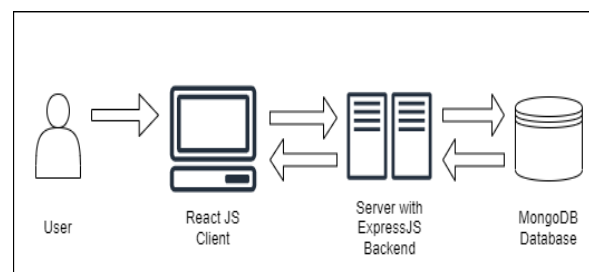 User
React JS
Client
Server with
ExpressJS
Backend
MongoDB
Database